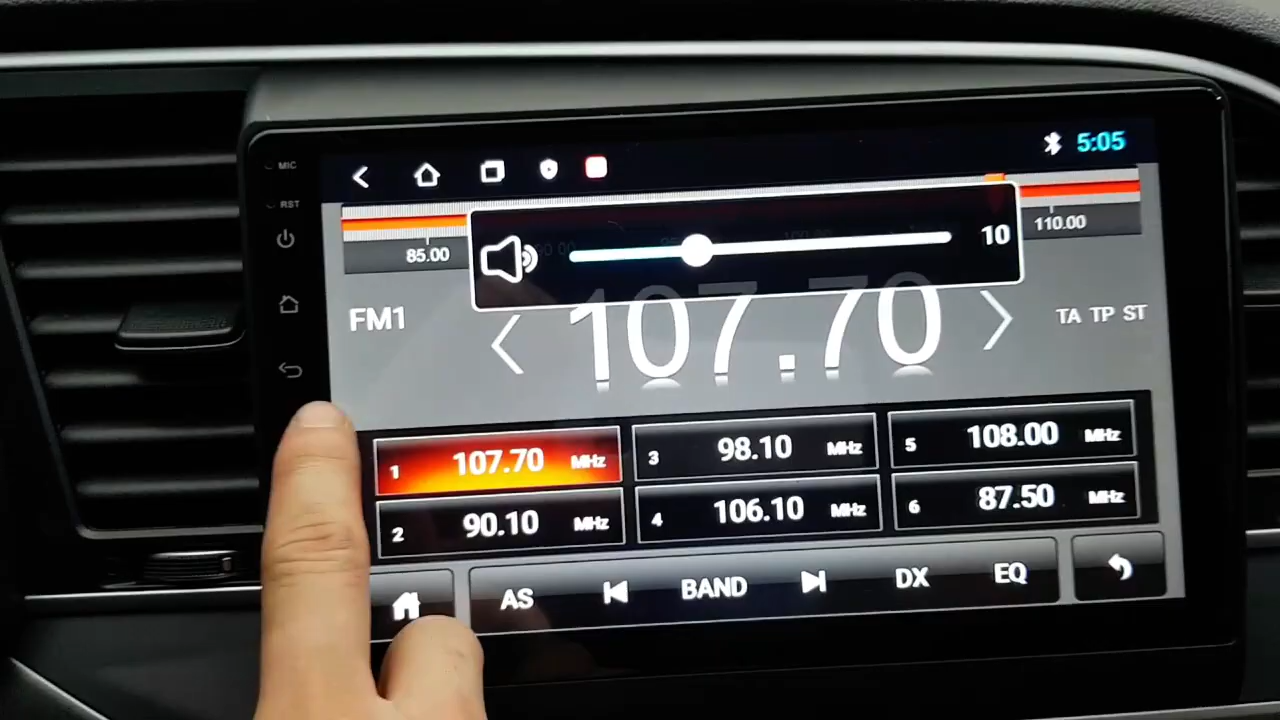 MIC
RST
5:05
85.00
110.00
10
FM1
107.70
TA TP ST
1 107.70 MHz
3 98.10 MHz
5 108.00 MHz
2 90.10 MHz
4 106.10 MHz
6 87.50 MHz
AS
BAND
DX
EQ